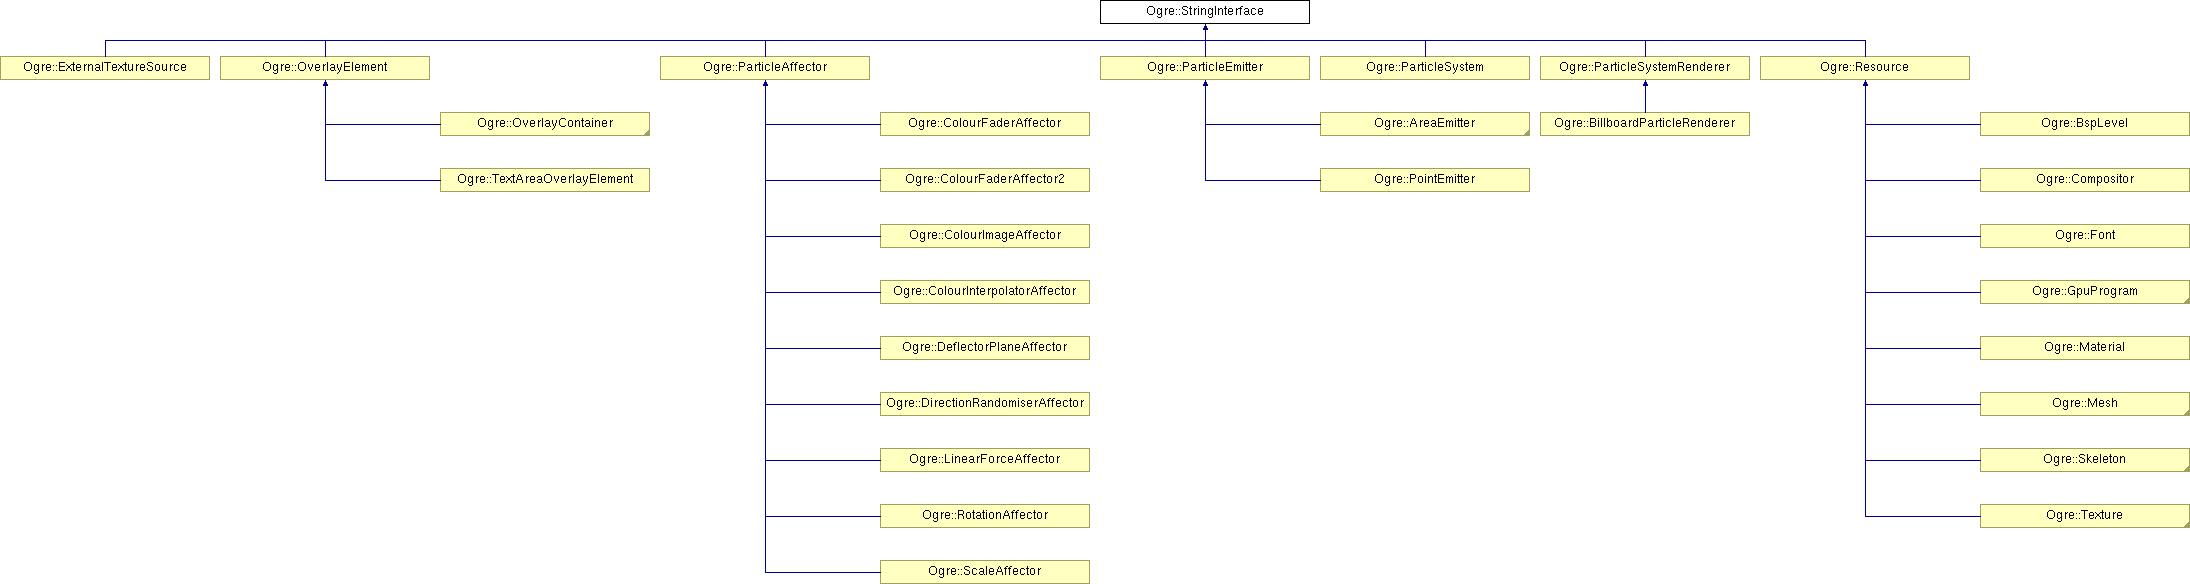 Ogre::StringInterface
Ogre::ExternalTextureSource
Ogre::OverlayElement
Ogre::ParticleAffector
Ogre::ParticleEmitter
Ogre::ParticleSystem
Ogre::ParticleSystemRenderer
Ogre::Resource
Ogre::OverlayContainer
Ogre::ColourFaderAffector
Ogre::AreaEmitter
Ogre::BillboardParticleRenderer
Ogre::BspLevel
Ogre::TextAreaOverlayElement
Ogre::ColourFaderAffector2
Ogre::PointEmitter
Ogre::Compositor
Ogre::ColourImageAffector
Ogre::Font
Ogre::ColourInterpolatorAffector
Ogre::GpuProgram
Ogre::DeflectorPlaneAffector
Ogre::Material
Ogre::DirectionRandomiserAffector
Ogre::Mesh
Ogre::LinearForceAffector
Ogre::Skeleton
Ogre::RotationAffector
Ogre::Texture
Ogre::ScaleAffector